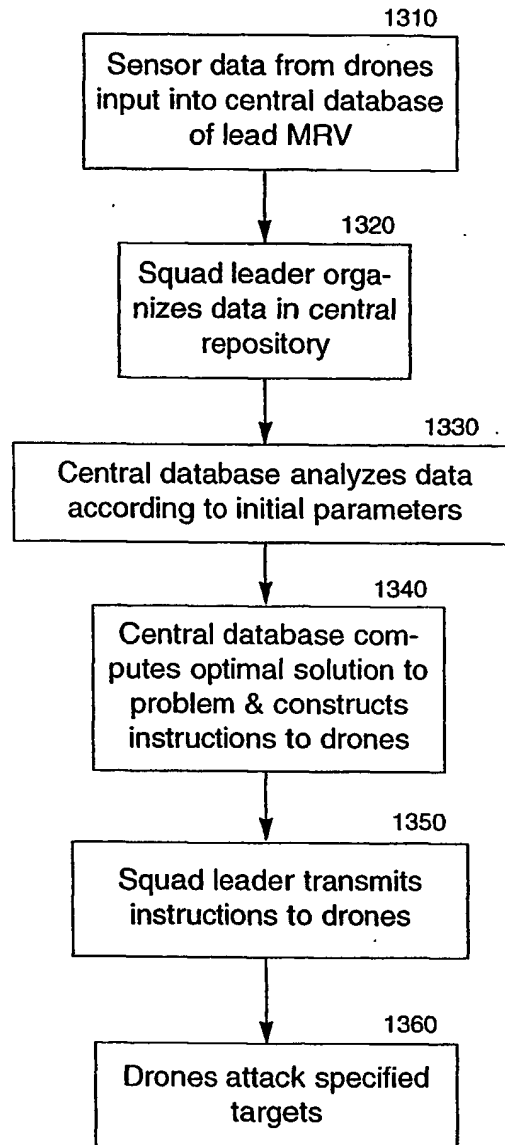 1310
Sensor data from drones
input into central database
of lead MRV
1320
Squad leader orga-
nizes data in central
repository
1330
Central database analyzes data
according to initial parameters
1340
Central database com-
putes optimal solution to
problem & constructs
instructions to drones
1350
Squad leader transmits
instructions to drones
1360
Drones attack specified
targets